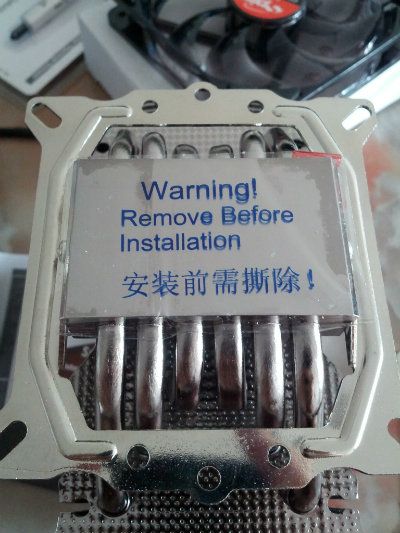 Warning!
Remove Before
Installation
安装前需撕除!